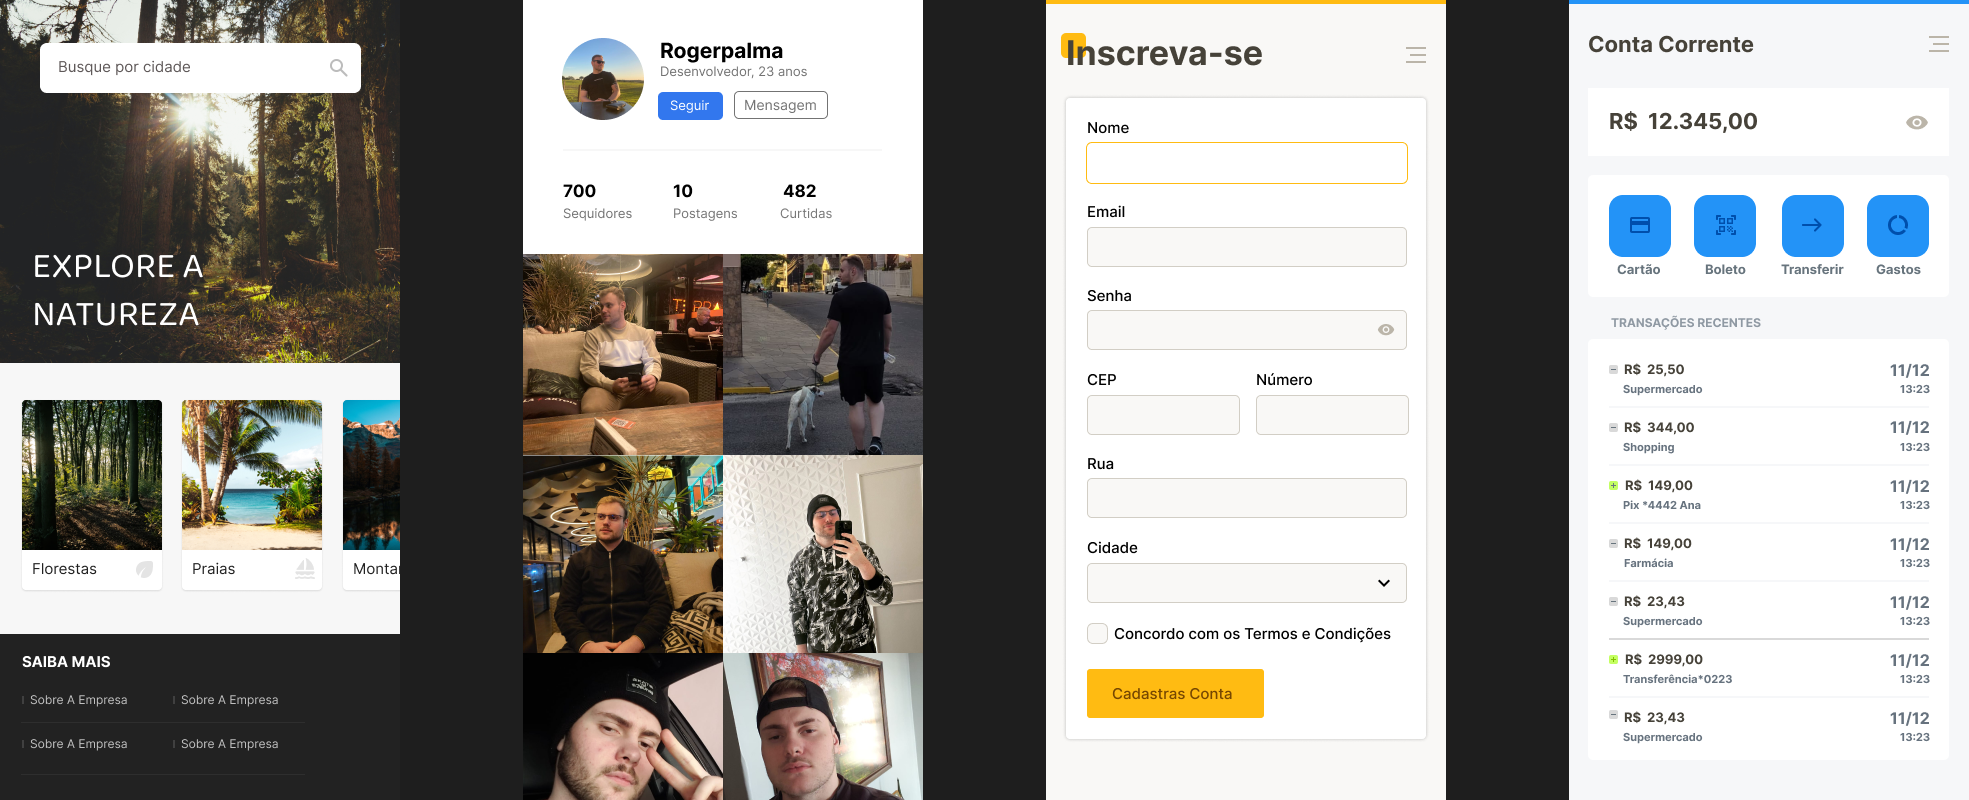 Busque por cidade
EXPLORE A
NATUREZA
Florestas
Praias
Montar
SAIBA MAIS
Sobre A Empresa
Sobre A Empresa
Sobre A Empresa
Sobre A Empresa
Rogerpalma
Desenvolvedor, 23 anos
Seguir
Mensagem
700
10
482
Sequidores
Postagens
Curtidas
Inscreva-se
Nome
Email
Senha
CEP
Número
Rua
Cidade
Concordo com os Termos e Condições
Cadastras Conta
Conta Corrente
R$ 12.345,00
Cartão
Boleto
Transferir
Gastos
TRANSAÇÕES RECENTES
R$ 25,50
11/12
Supermercado
13:23
R$ 344,00
11/12
Shopping
13:23
R$ 149,00
11/12
Pix *4442 Ana
13:23
R$ 149,00
11/12
Farmácia
13:23
R$ 23,43
11/12
Supermercado
13:23
R$ 2999,00
11/12
Transferência*0223
13:23
R$ 23,43
11/12
Supermercado
13:23